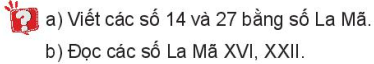 a) Viết các số 14 và 27 bằng số La Mã.
b) Đọc các số La Mã XVI, XXII.